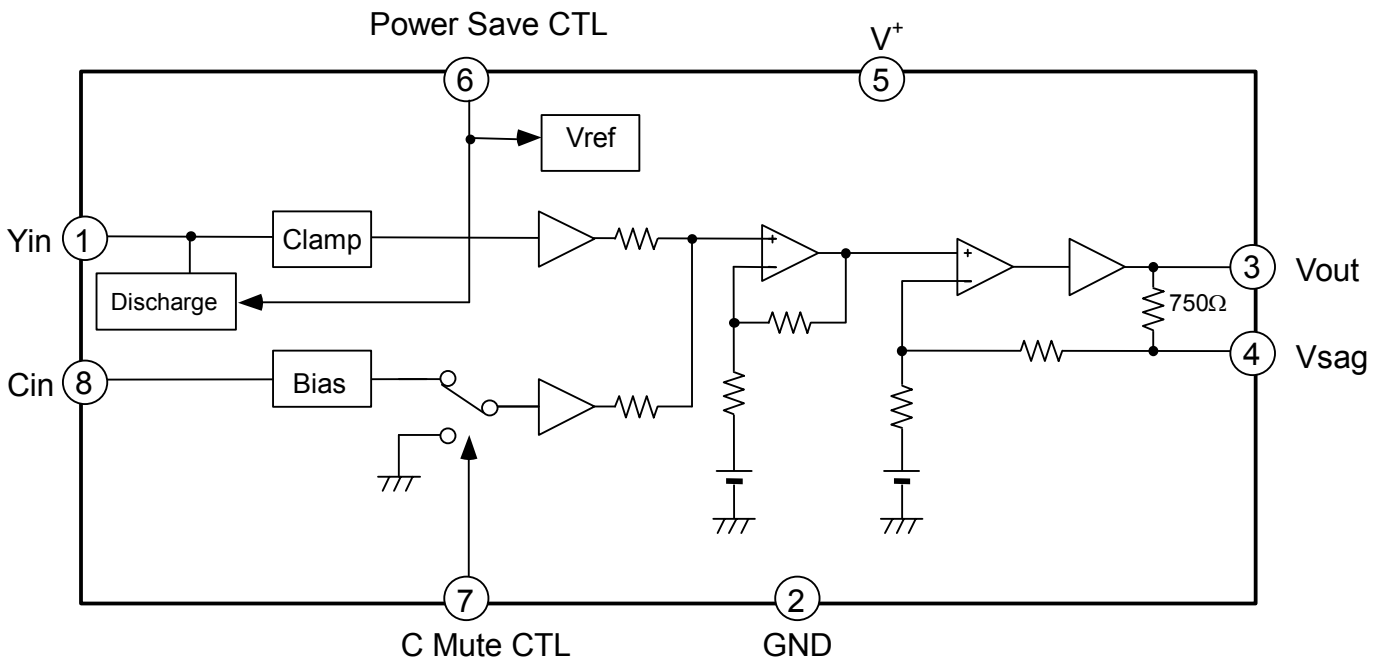 Power Save CTL
V+
6
5
Vref
Yin
1
Clamp
+
−
+
−
3
Vout
Discharge
750Ω
4
Vsag
Cin
8
Bias
7
2
C Mute CTL
GND